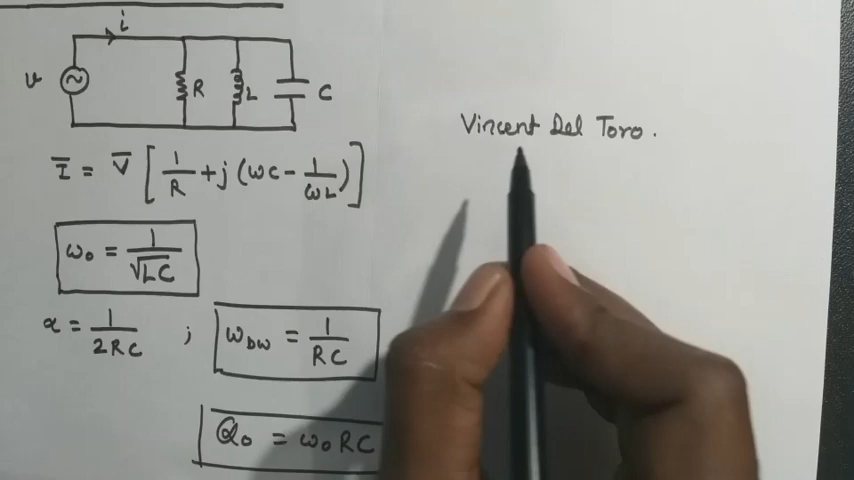 i
v
R
L
C
Ī = V̄ [ 1/R + j (ωC - 1/ωL) ]
ω₀ = 1/√LC
α = 1/2RC ; ω_BW = 1/RC
Q₀ = ω₀RC
Vincent Del Toro.